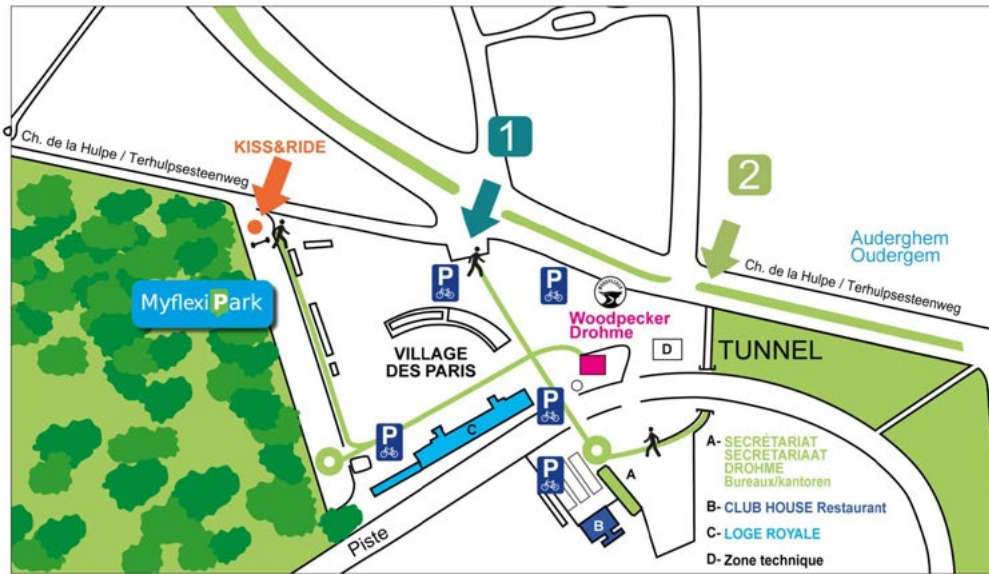 1
KISS&RIDE
Ch. de la Hulpe / Terhulpsesteenweg
2
Auderghem
Oudergem
Ch. de la Hulpe / Terhulpsesteenweg
MyflexiPark
P
P
Woodpecker
Drohme
VILLAGE
DES PARIS
D
TUNNEL
P
C
P
P
A
B
Piste
A- SECRÉTARIAT
SECRETARIAAT
DROHME
Bureaux/kantoren
B- CLUB HOUSE Restaurant
C- LOGE ROYALE
D- Zone technique